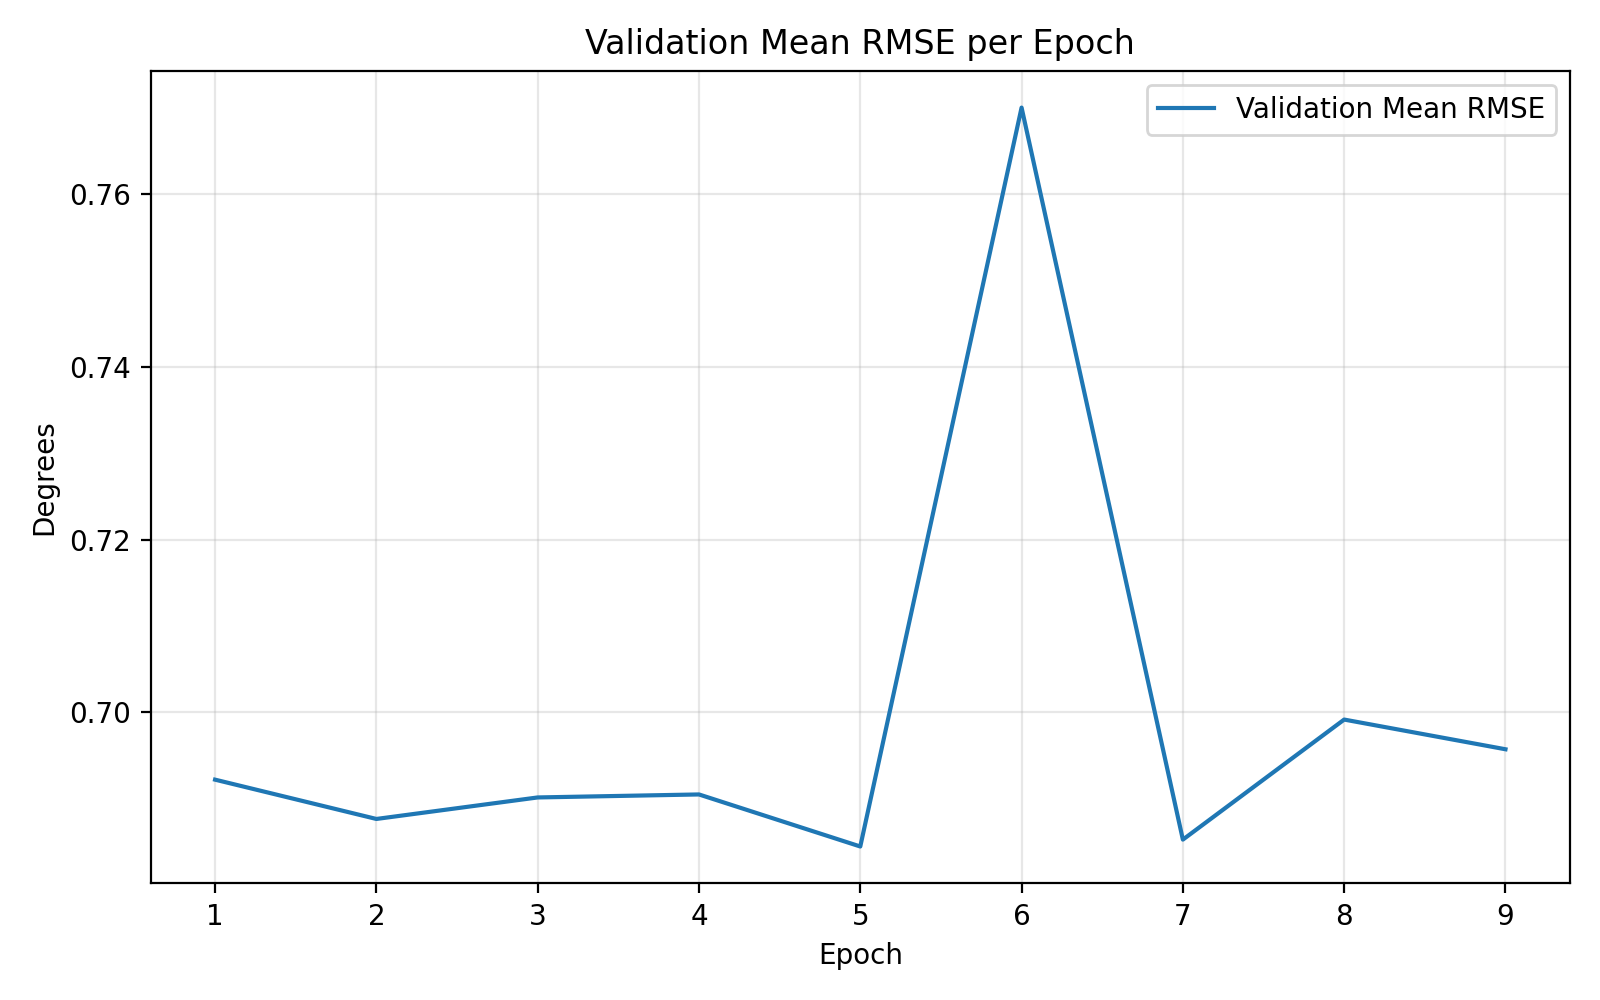 Validation Mean RMSE per Epoch
Validation Mean RMSE
0.76
0.74
0.72
0.70
Degrees
1 2 3 4 5 6 7 8 9
Epoch